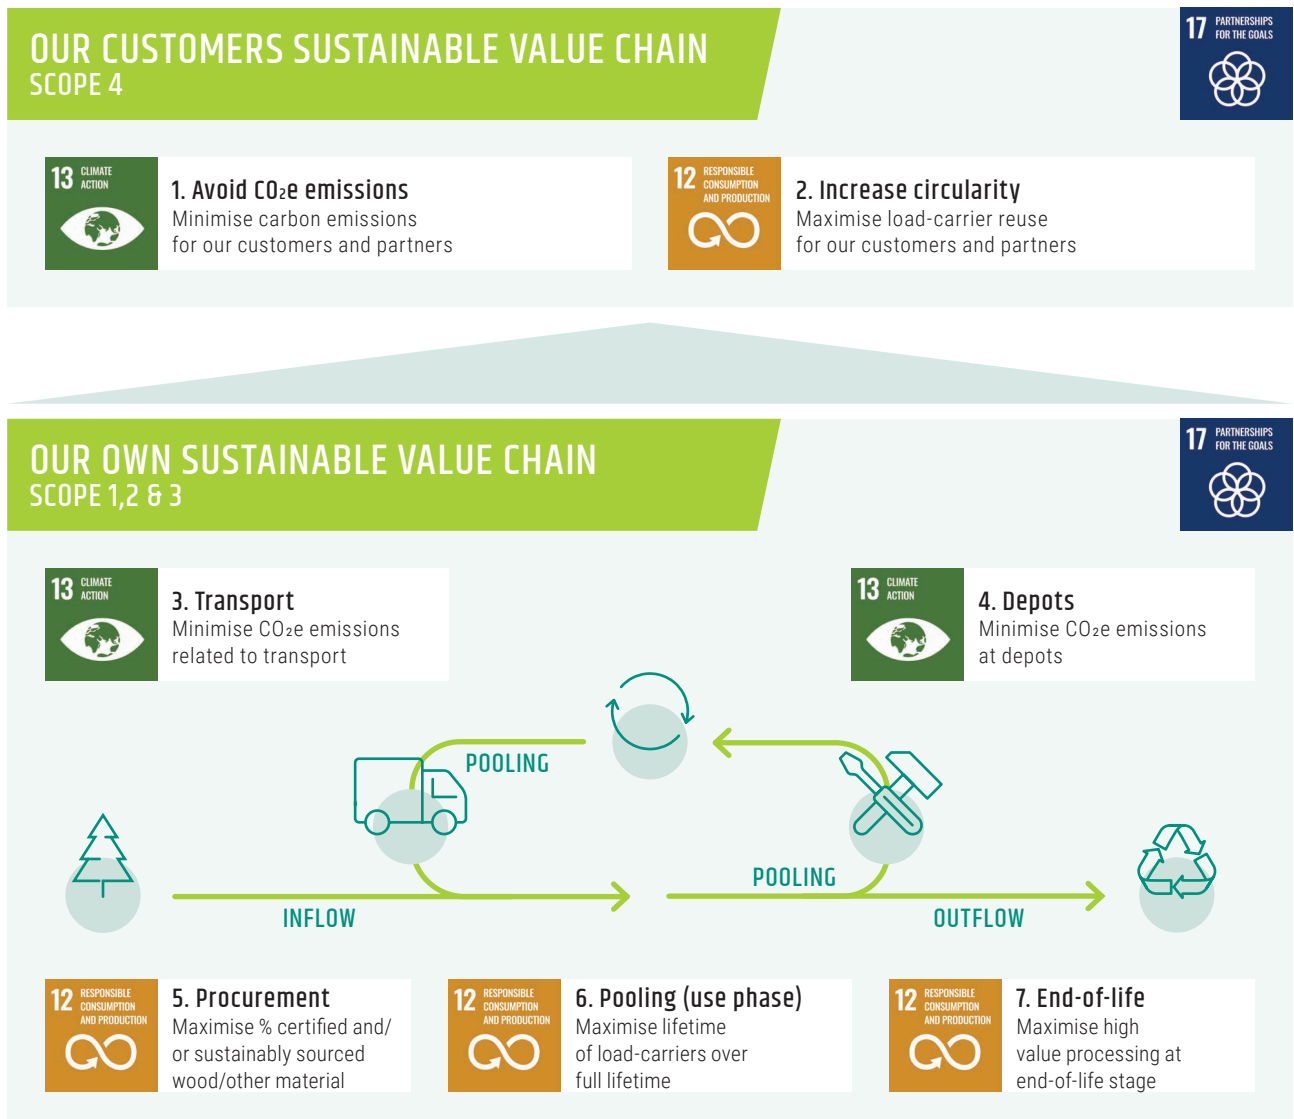 OUR CUSTOMERS SUSTAINABLE VALUE CHAIN
SCOPE 4
17 PARTNERSHIPS
FOR THE GOALS
13 CLIMATE
ACTION
1. Avoid CO₂e emissions
Minimise carbon emissions
for our customers and partners
12 RESPONSIBLE
CONSUMPTION
AND PRODUCTION
2. Increase circularity
Maximise load-carrier reuse
for our customers and partners
OUR OWN SUSTAINABLE VALUE CHAIN
SCOPE 1,2 & 3
17 PARTNERSHIPS
FOR THE GOALS
13 CLIMATE
ACTION
3. Transport
Minimise CO₂e emissions
related to transport
13 CLIMATE
ACTION
4. Depots
Minimise CO₂e emissions
at depots
POOLING
POOLING
INFLOW
OUTFLOW
12 RESPONSIBLE
CONSUMPTION
AND PRODUCTION
5. Procurement
Maximise % certified and/
or sustainably sourced
wood/other material
12 RESPONSIBLE
CONSUMPTION
AND PRODUCTION
6. Pooling (use phase)
Maximise lifetime
of load-carriers over
full lifetime
12 RESPONSIBLE
CONSUMPTION
AND PRODUCTION
7. End-of-life
Maximise high
value processing at
end-of-life stage